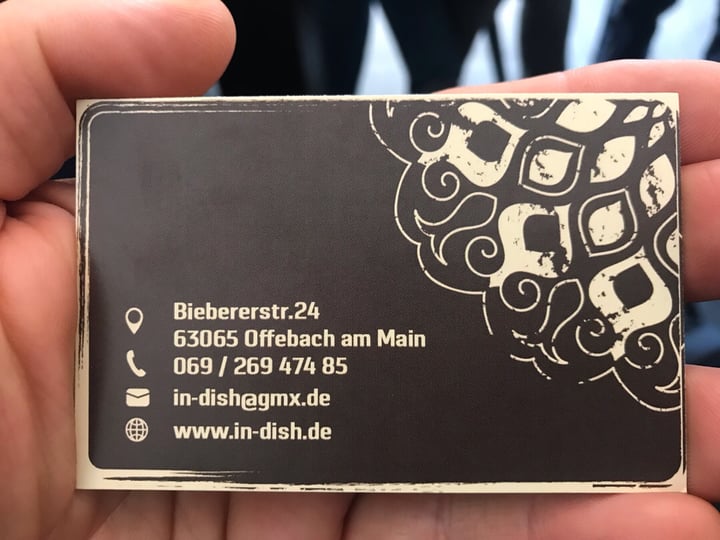 Biebererstr.24
63065 Offebach am Main
069 / 269 474 85
in-dish@gmx.de
www.in-dish.de